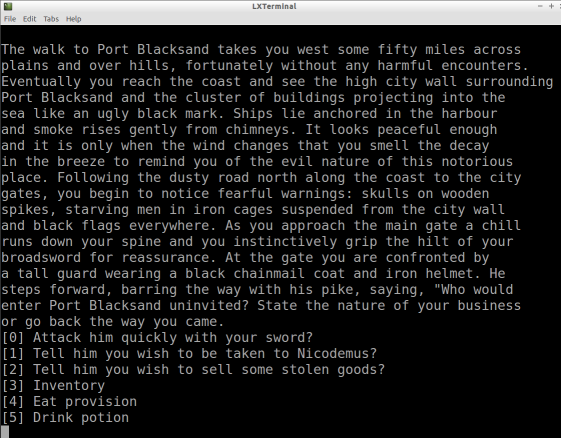 LXTerminal
File Edit Tabs Help
The walk to Port Blacksand takes you west some fifty miles across
plains and over hills, fortunately without any harmful encounters.
Eventually you reach the coast and see the high city wall surrounding
Port Blacksand and the cluster of buildings projecting into the
sea like an ugly black mark. Ships lie anchored in the harbour
and smoke rises gently from chimneys. It looks peaceful enough
and it is only when the wind changes that you smell the decay
in the breeze to remind you of the evil nature of this notorious
place. Following the dusty road north along the coast to the city
gates, you begin to notice fearful warnings: skulls on wooden
spikes, starving men in iron cages suspended from the city wall
and black flags everywhere. As you approach the main gate a chill
runs down your spine and you instinctively grip the hilt of your
broadsword for reassurance. At the gate you are confronted by
a tall guard wearing a black chainmail coat and iron helmet. He
steps forward, barring the way with his pike, saying, "Who would
enter Port Blacksand uninvited? State the nature of your business
or go back the way you came.
[0] Attack him quickly with your sword?
[1] Tell him you wish to be taken to Nicodemus?
[2] Tell him you wish to sell some stolen goods?
[3] Inventory
[4] Eat provision
[5] Drink potion